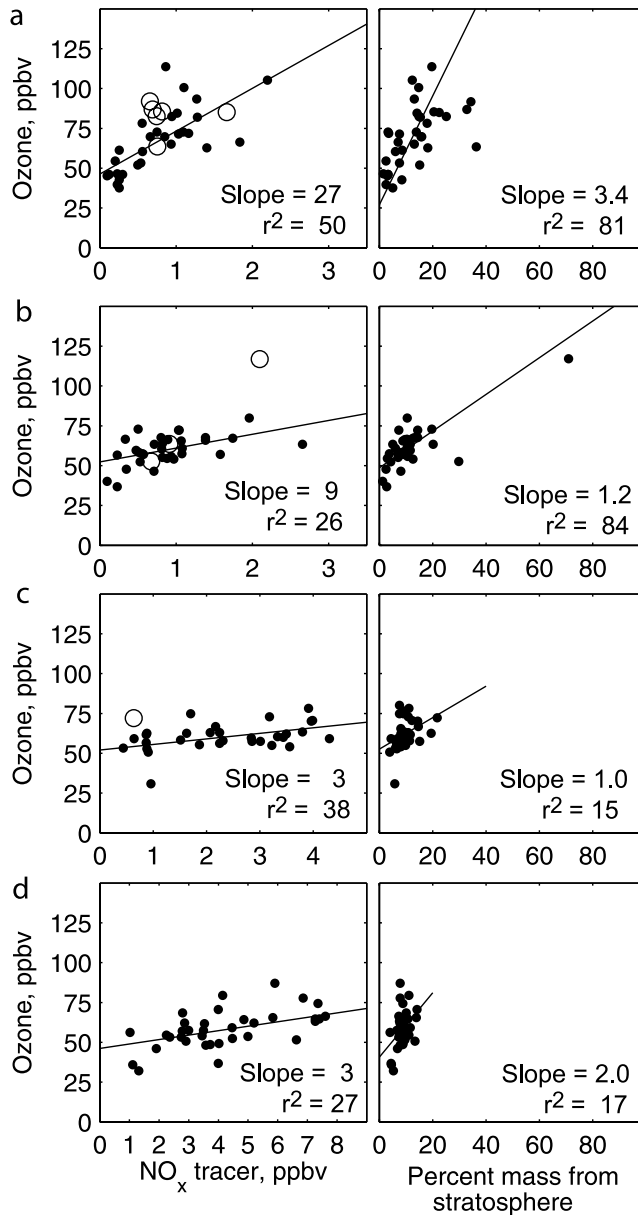 a
150
125
100
75
50
25
0
Ozone, ppbv
Slope = 27
r2 = 50
0 1 2 3
Slope = 3.4
r2 = 81
0 20 40 60 80
b
125
100
75
50
25
0
Ozone, ppbv
Slope = 9
r2 = 26
0 1 2 3
Slope = 1.2
r2 = 84
0 20 40 60 80
c
125
100
75
50
25
0
Ozone, ppbv
Slope = 3
r2 = 38
0 1 2 3 4
Slope = 1.0
r2 = 15
0 20 40 60 80
d
125
100
75
50
25
0
Ozone, ppbv
Slope = 3
r2 = 27
0 1 2 3 4 5 6 7 8
NOx tracer, ppbv
Slope = 2.0
r2 = 17
0 20 40 60 80
Percent mass from
stratosphere